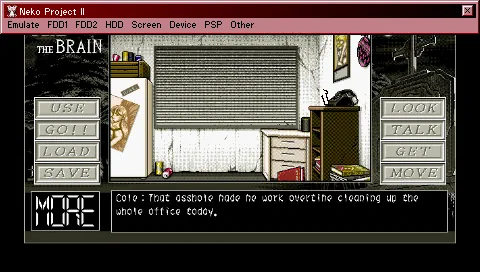 Neko Project II
Emulate FDD1 FDD2 HDD Screen Device PSP Other
THE BRAIN
USE
GO!!
LOAD
SAVE
LOOK
TALK
GET
MOVE
MORE
Cole:That asshole made me work overtime cleaning up the
whole office today.